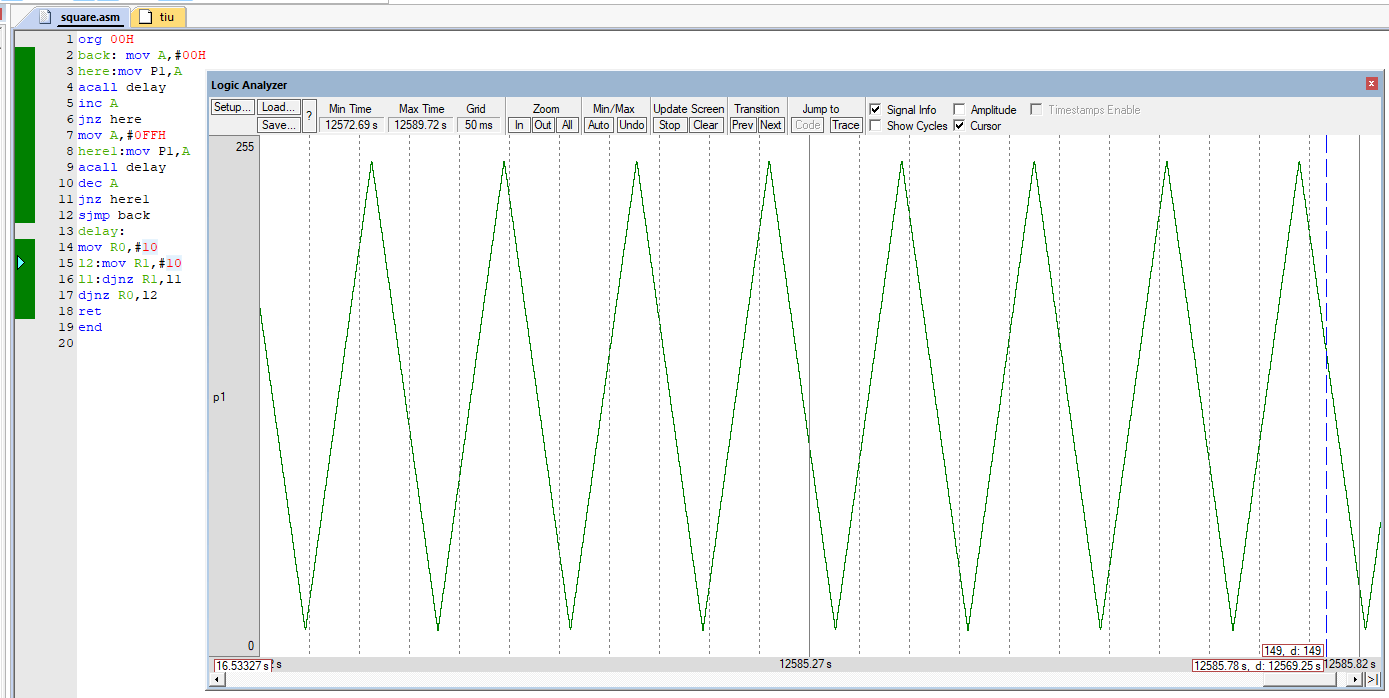 square.asm tiu
1 org 00H
2 back: mov A,#00H
3 here:mov P1,A
4 acall delay
5 inc A
6 jnz here
7 mov A,#0FFH
8 here1:mov P1,A
9 acall delay
10 dec A
11 jnz here1
12 sjmp back
13 delay:
14 mov R0,#10
15 l2:mov R1,#10
16 l1:djnz R1,l1
17 djnz R0,l2
18 ret
19 end
20
Logic Analyzer
Setup... Load... ? Min Time Max Time Grid Zoom Min/Max Update Screen Transition Jump to Signal Info Amplitude Timestamps Enable
Save... 12572.69 s 12589.72 s 50 ms In Out All Auto Undo Stop Clear Prev Next Code Trace Show Cycles Cursor
255
p1
0
149, d: 149
16.53327 s 2 s 12585.27 s 12585.78 s, d: 12569.25 s 12585.82 s